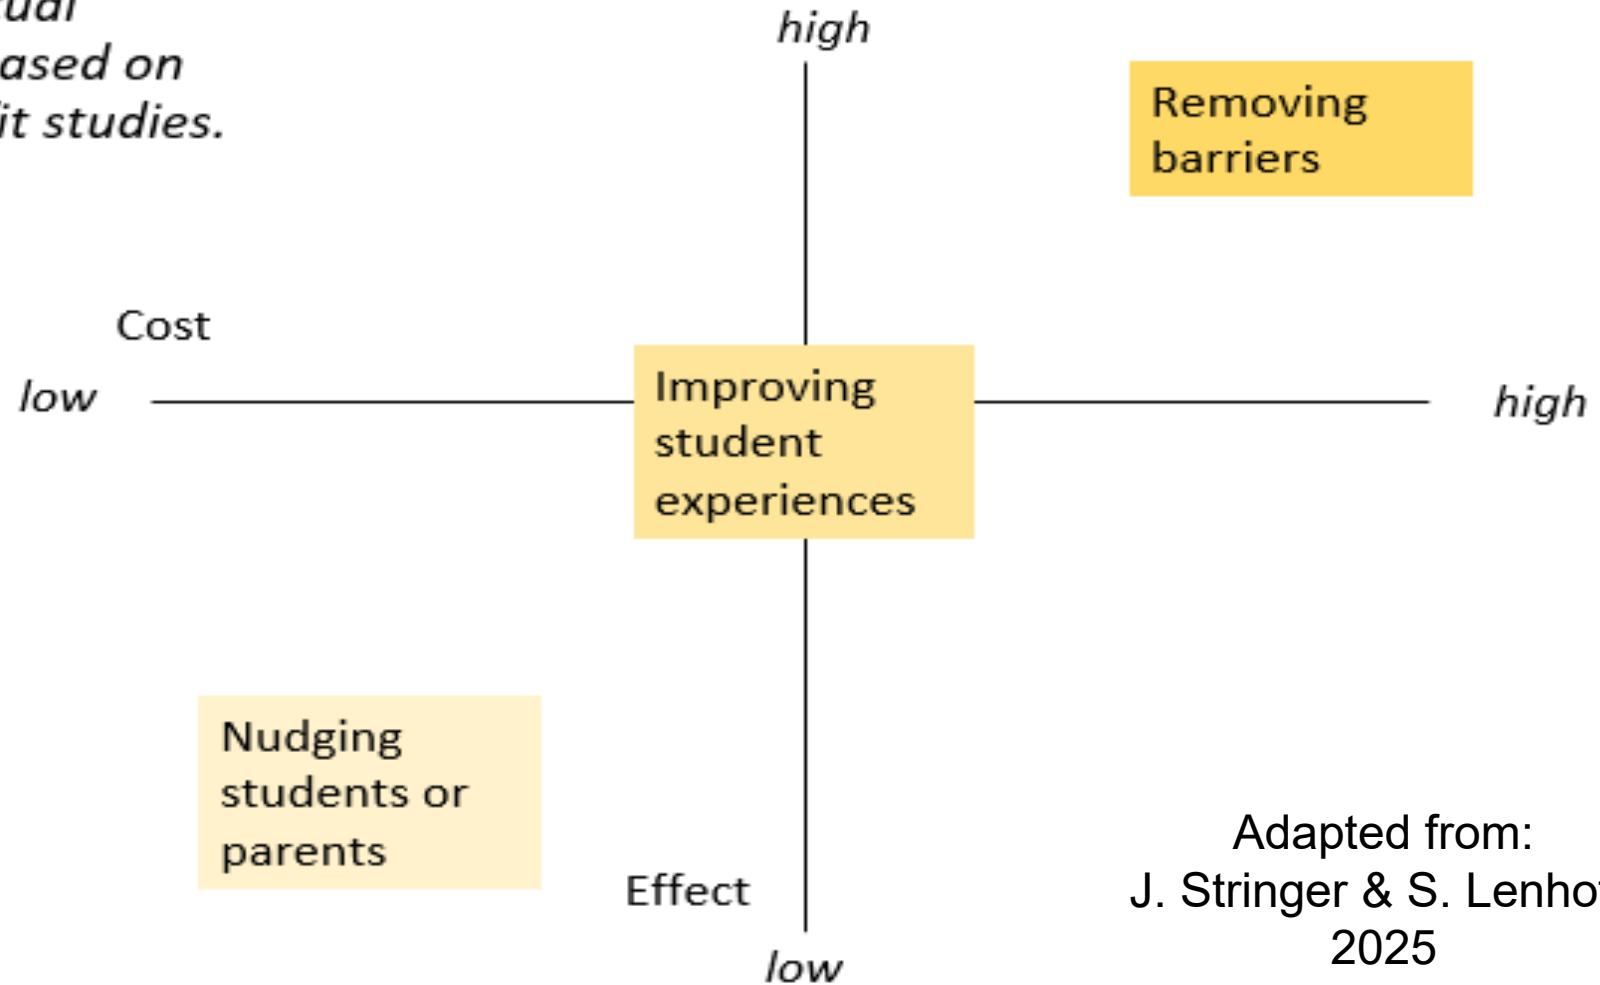 ased on
it studies.
high
Removing
barriers
Cost
low
Improving
student
experiences
high
Nudging
students or
parents
Effect
low
Adapted from:
J. Stringer & S. Lenho
2025